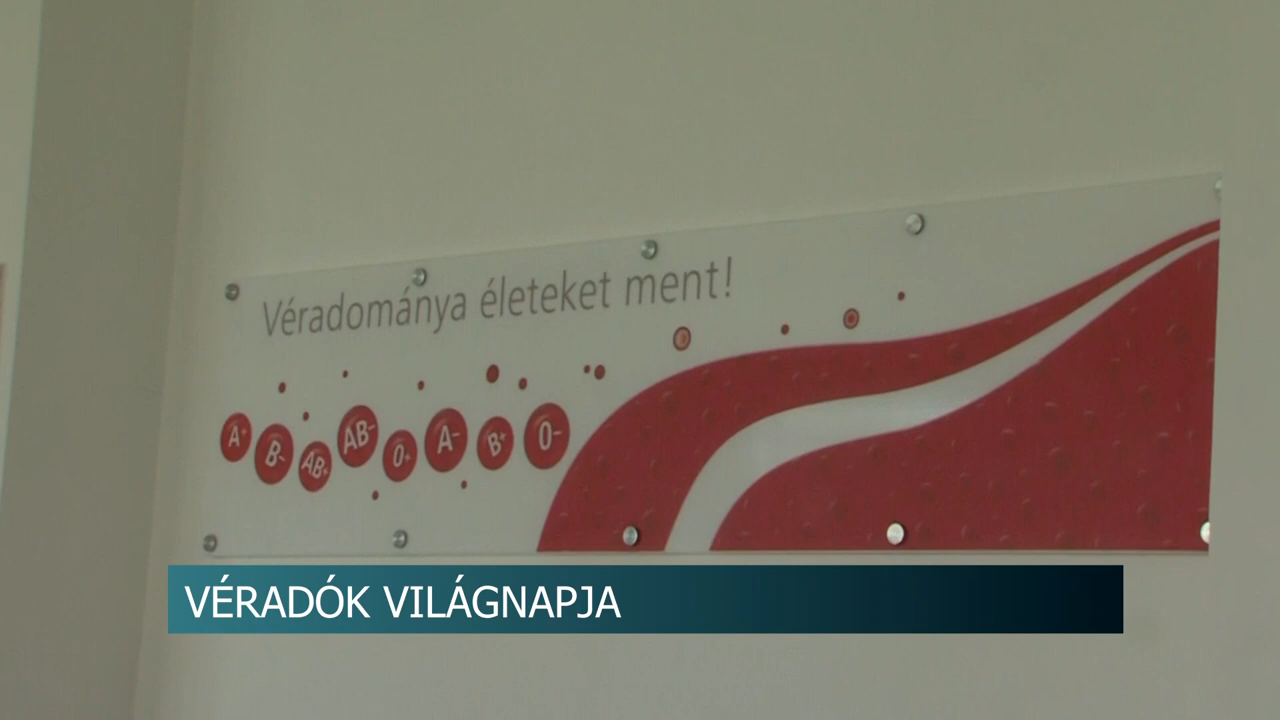 Véradománya életeket ment!
A+ B- AB+ AB- 0+ A- B+ 0-
VÉRADÓK VILÁGNAPJA